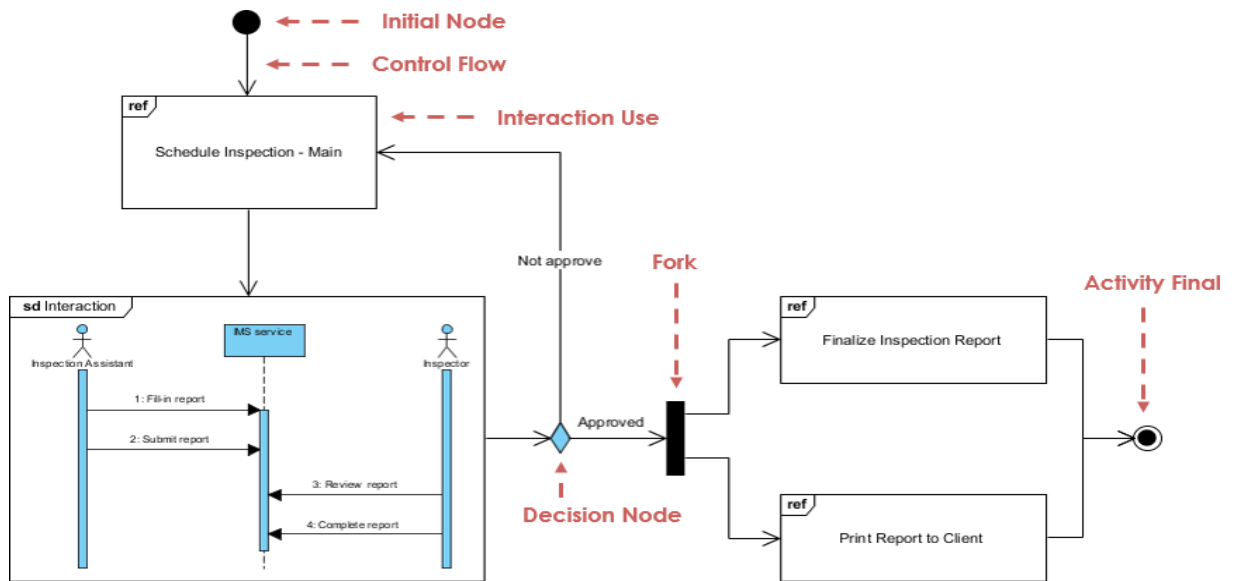 Initial Node
Control Flow
ref
Interaction Use
Schedule Inspection - Main
Not approve
Fork
Activity Final
sd Interaction
ref
IMS service
Finalize Inspection Report
Inspection Assistant
Inspector
1: Fill-in report
Approved
2: Submit report
3: Review report
ref
Decision Node
4: Complete report
Print Report to Client